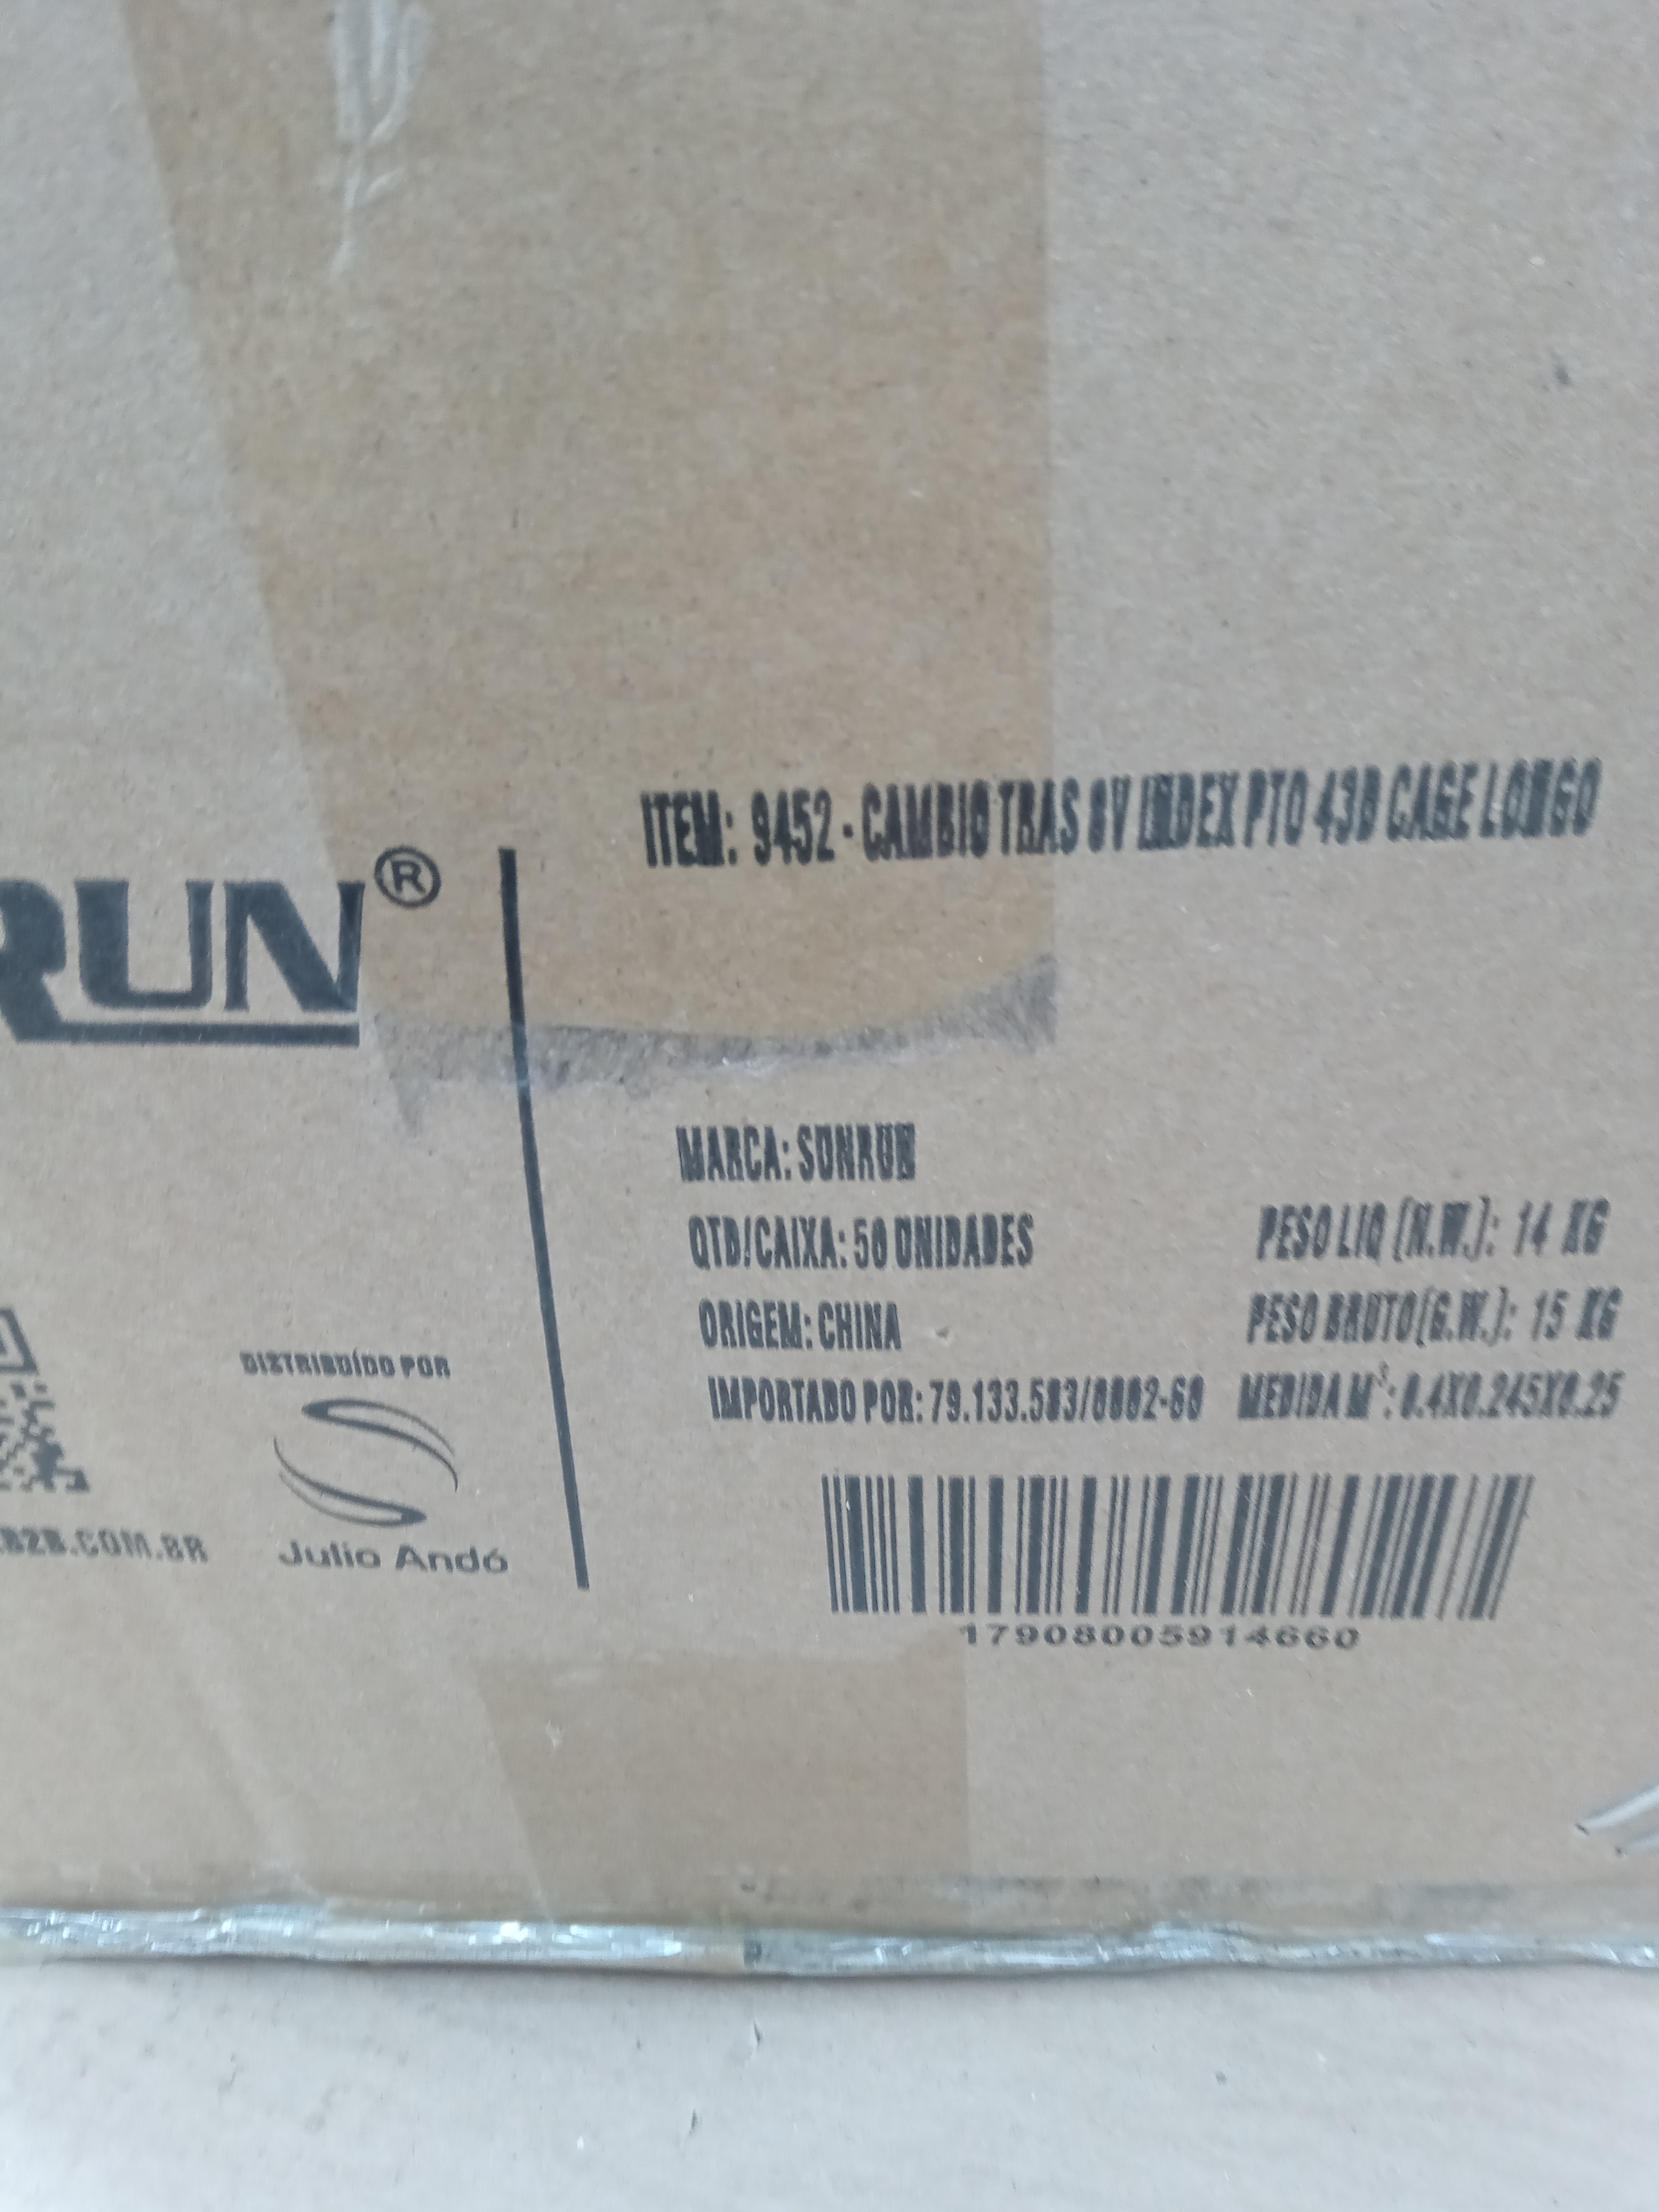 ITEM: 9452 - CAMBIO TRAS 8V INDEX PTO 43D CAGE LONGO
RUN®
MARCA: SUNRUN
QTD/CAIXA: 50 UNIDADES
PESO LIQ (N.W.): 14 KG
ORIGEM: CHINA
PESO BRUTO(G.W.): 15 KG
IMPORTADO POR: 79.133.583/0002-60
MEDIDA M³: 0.4X0.245X0.25
DISTRIBUÍDO POR
Julio Andó
B2B.COM.BR
17908005914660